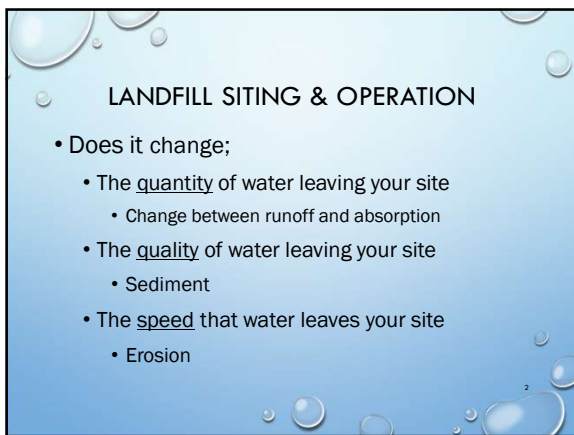 LANDFILL SITING & OPERATION
• Does it change;
• The quantity of water leaving your site
• Change between runoff and absorption
• The quality of water leaving your site
• Sediment
• The speed that water leaves your site
• Erosion
2